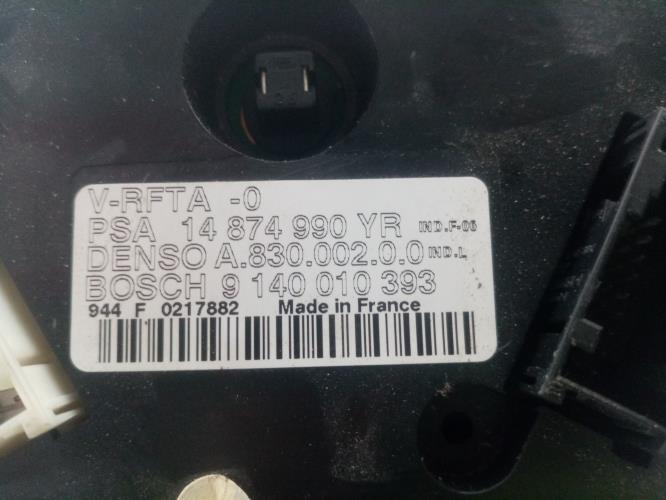 V-RFTA -0
PSA 14 874 990 YR IND.F-06
DENSO A.830.002.0.0 IND.L
BOSCH 9 140 010 393
944 F 0217882 Made in France